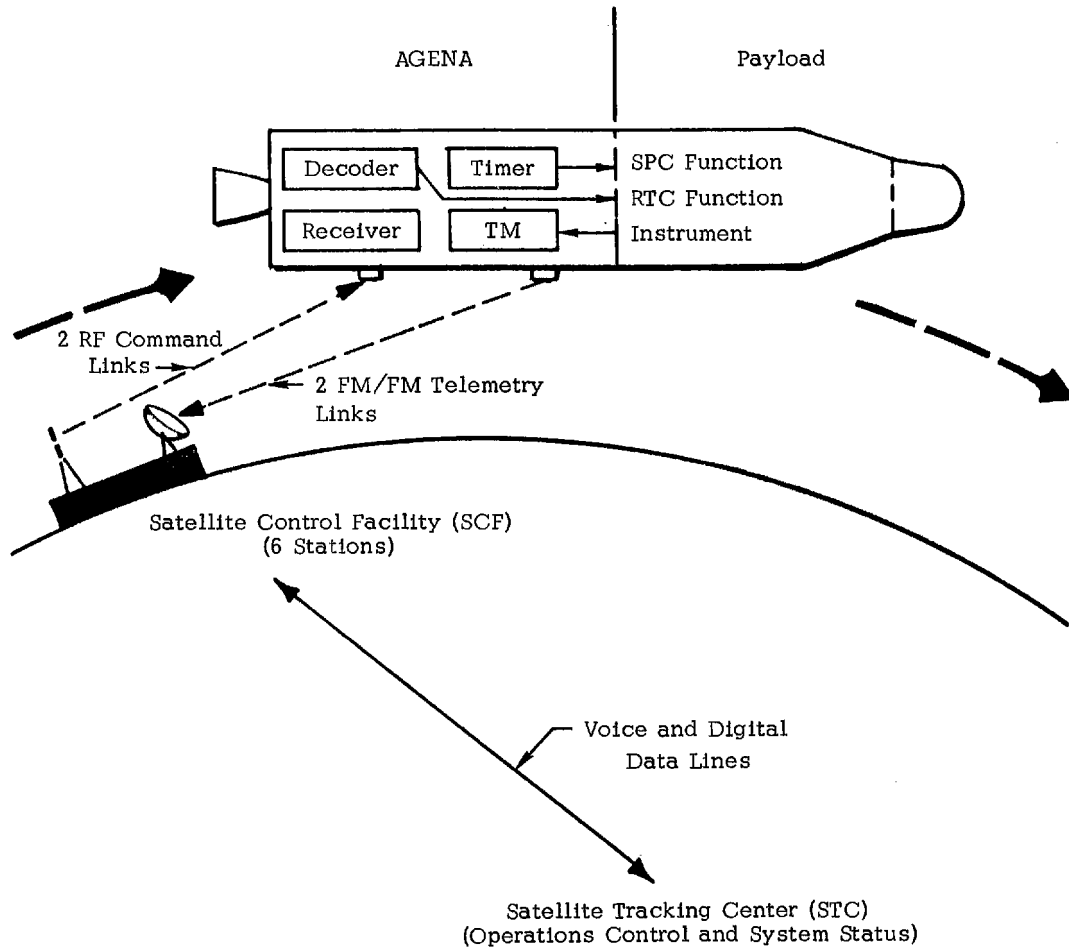 AGENA
Payload
Decoder
Timer
SPC Function
RTC Function
Receiver
TM
Instrument
2 RF Command
Links
2 FM/FM Telemetry
Links
Satellite Control Facility (SCF)
(6 Stations)
Voice and Digital
Data Lines
Satellite Tracking Center (STC)
(Operations Control and System Status)